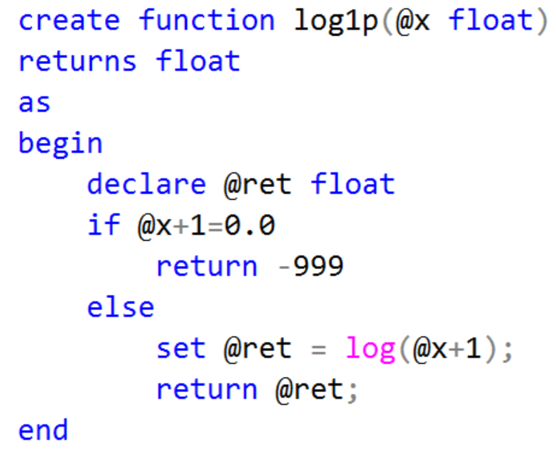 create function log1p(@x float)
returns float
as
begin
    declare @ret float
    if @x+1=0.0
        return -999
    else
        set @ret = log(@x+1);
        return @ret;
end